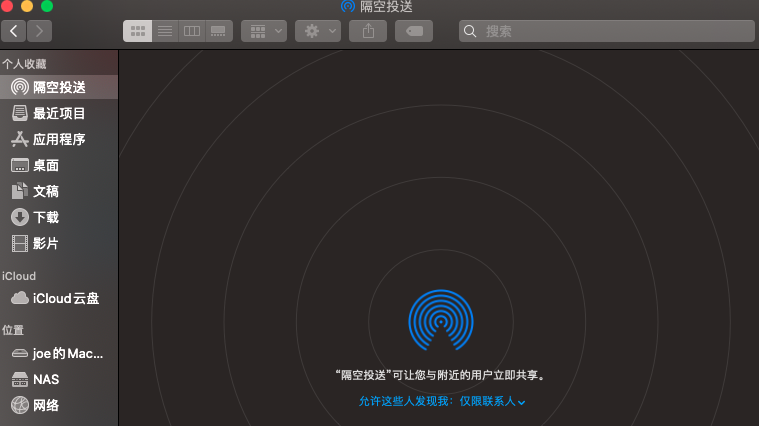 隔空投送
搜索
个人收藏
隔空投送
最近项目
应用程序
桌面
文稿
下载
影片
iCloud
iCloud云盘
位置
joe的Mac...
NAS
网络
“隔空投送”可让您与附近的用户立即共享。
允许这些人发现我：仅限联系人